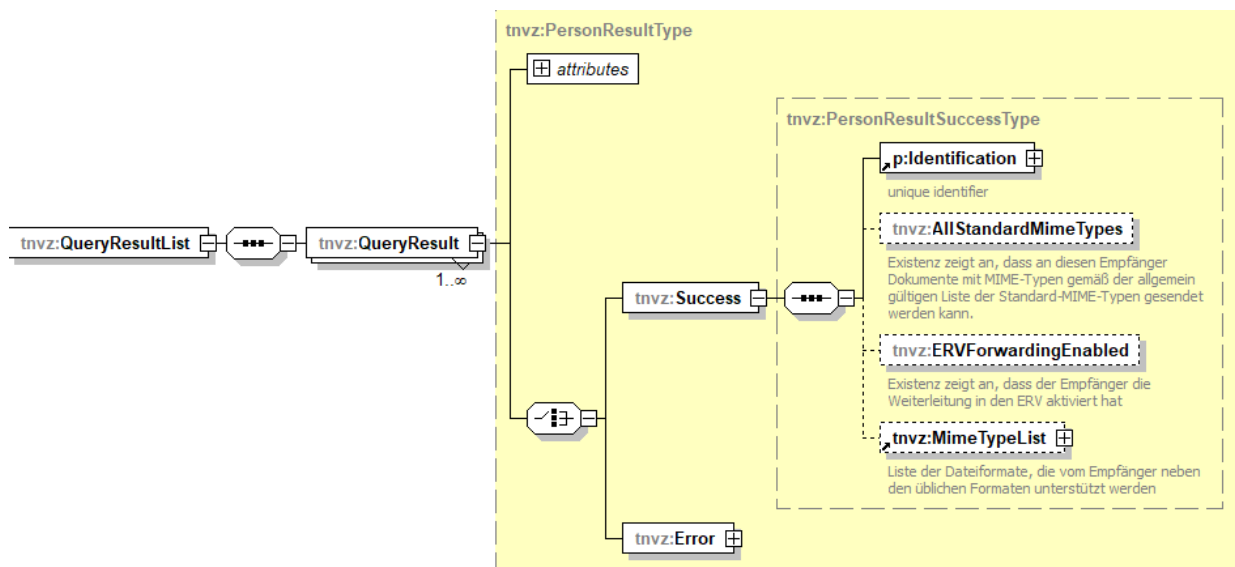 tnvz:PersonResultType
attributes
tnvz:PersonResultSuccessType
p:Identification
unique identifier
tnvz:QueryResultList
tnvz:QueryResult
1..∞
tnvz:AllStandardMimeTypes
Existenz zeigt an, dass an diesen Empfänger
Dokumente mit MIME-Typen gemäß der allgemein
gültigen Liste der Standard-MIME-Typen gesendet
werden kann.
tnvz:Success
tnvz:ERVForwardingEnabled
Existenz zeigt an, dass der Empfänger die
Weiterleitung in den ERV aktiviert hat
tnvz:MimeTypeList
Liste der Dateiformate, die vom Empfänger neben
den üblichen Formaten unterstützt werden
tnvz:Error